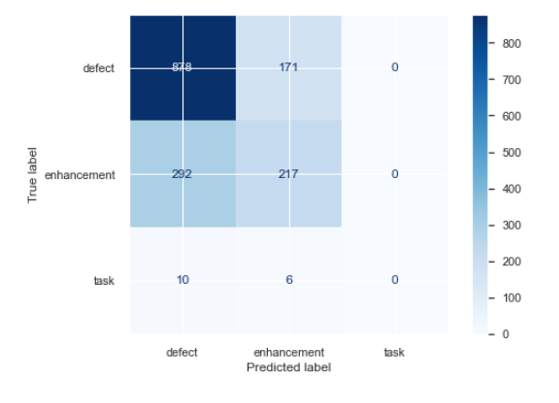 defect 878 171 0
enhancement 292 217 0
task 10 6 0
defect enhancement task
Predicted label
True label
800
700
600
500
400
300
200
100
0